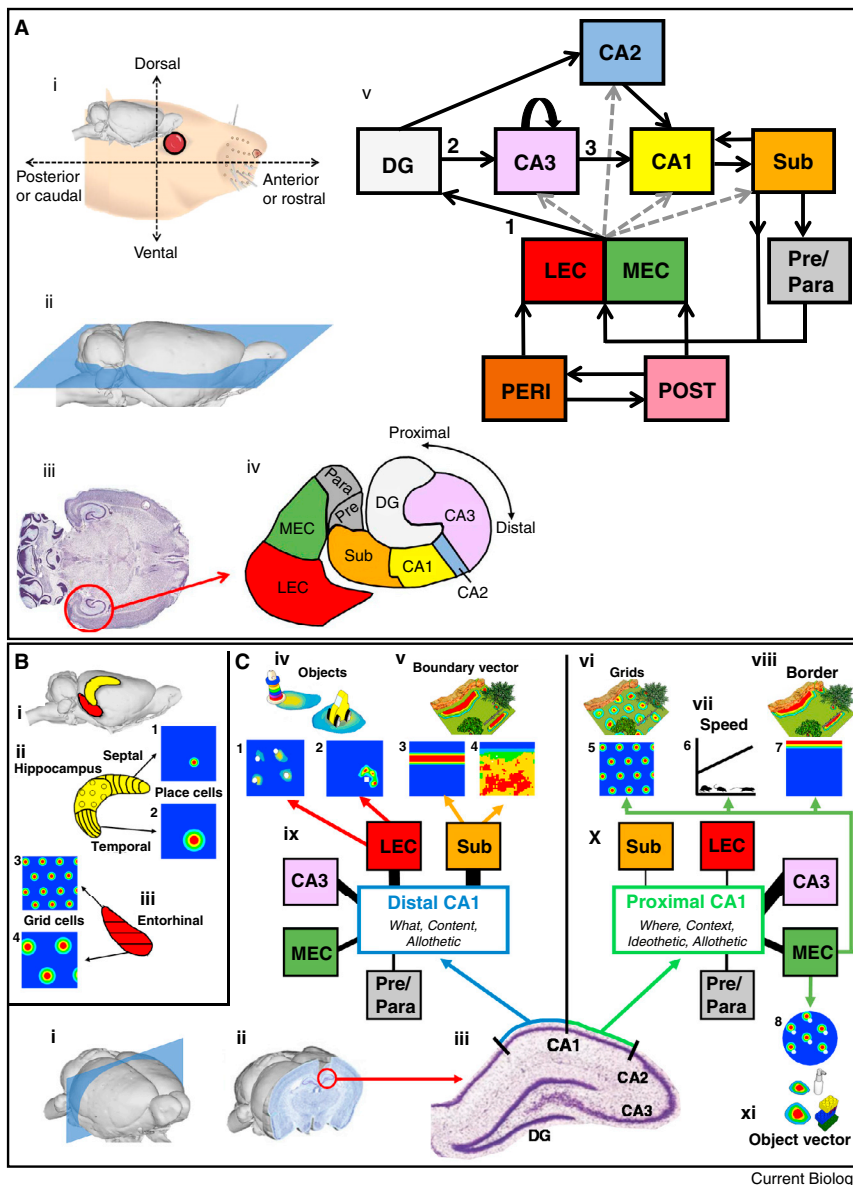 A
i
Dorsal
Posterior
or caudal
Anterior
or rostral
Vental
ii
iii
iv
Proximal
Distal
Para
Pre
MEC
LEC
Sub
DG
CA3
CA1
CA2
v
CA2
DG
2
CA3
3
CA1
Sub
1
LEC
MEC
Pre/
Para
PERI
POST
B
i
ii
Hippocampus
Septal
1
Place cells
2
Temporal
3
Grid cells
4
iii
Entorhinal
C
iv
Objects
v
Boundary vector
1
2
3
4
vi
Grids
vii
Speed
viii
Border
5
6
7
ix
LEC
Sub
CA3
Distal CA1
What, Content,
Allothetic
MEC
Pre/
Para
X
Sub
LEC
CA3
Proximal CA1
Where, Context,
Ideothetic, Allothetic
MEC
Pre/
Para
8
xi
Object vector
i
ii
iii
CA1
CA2
CA3
DG
Current Biolog